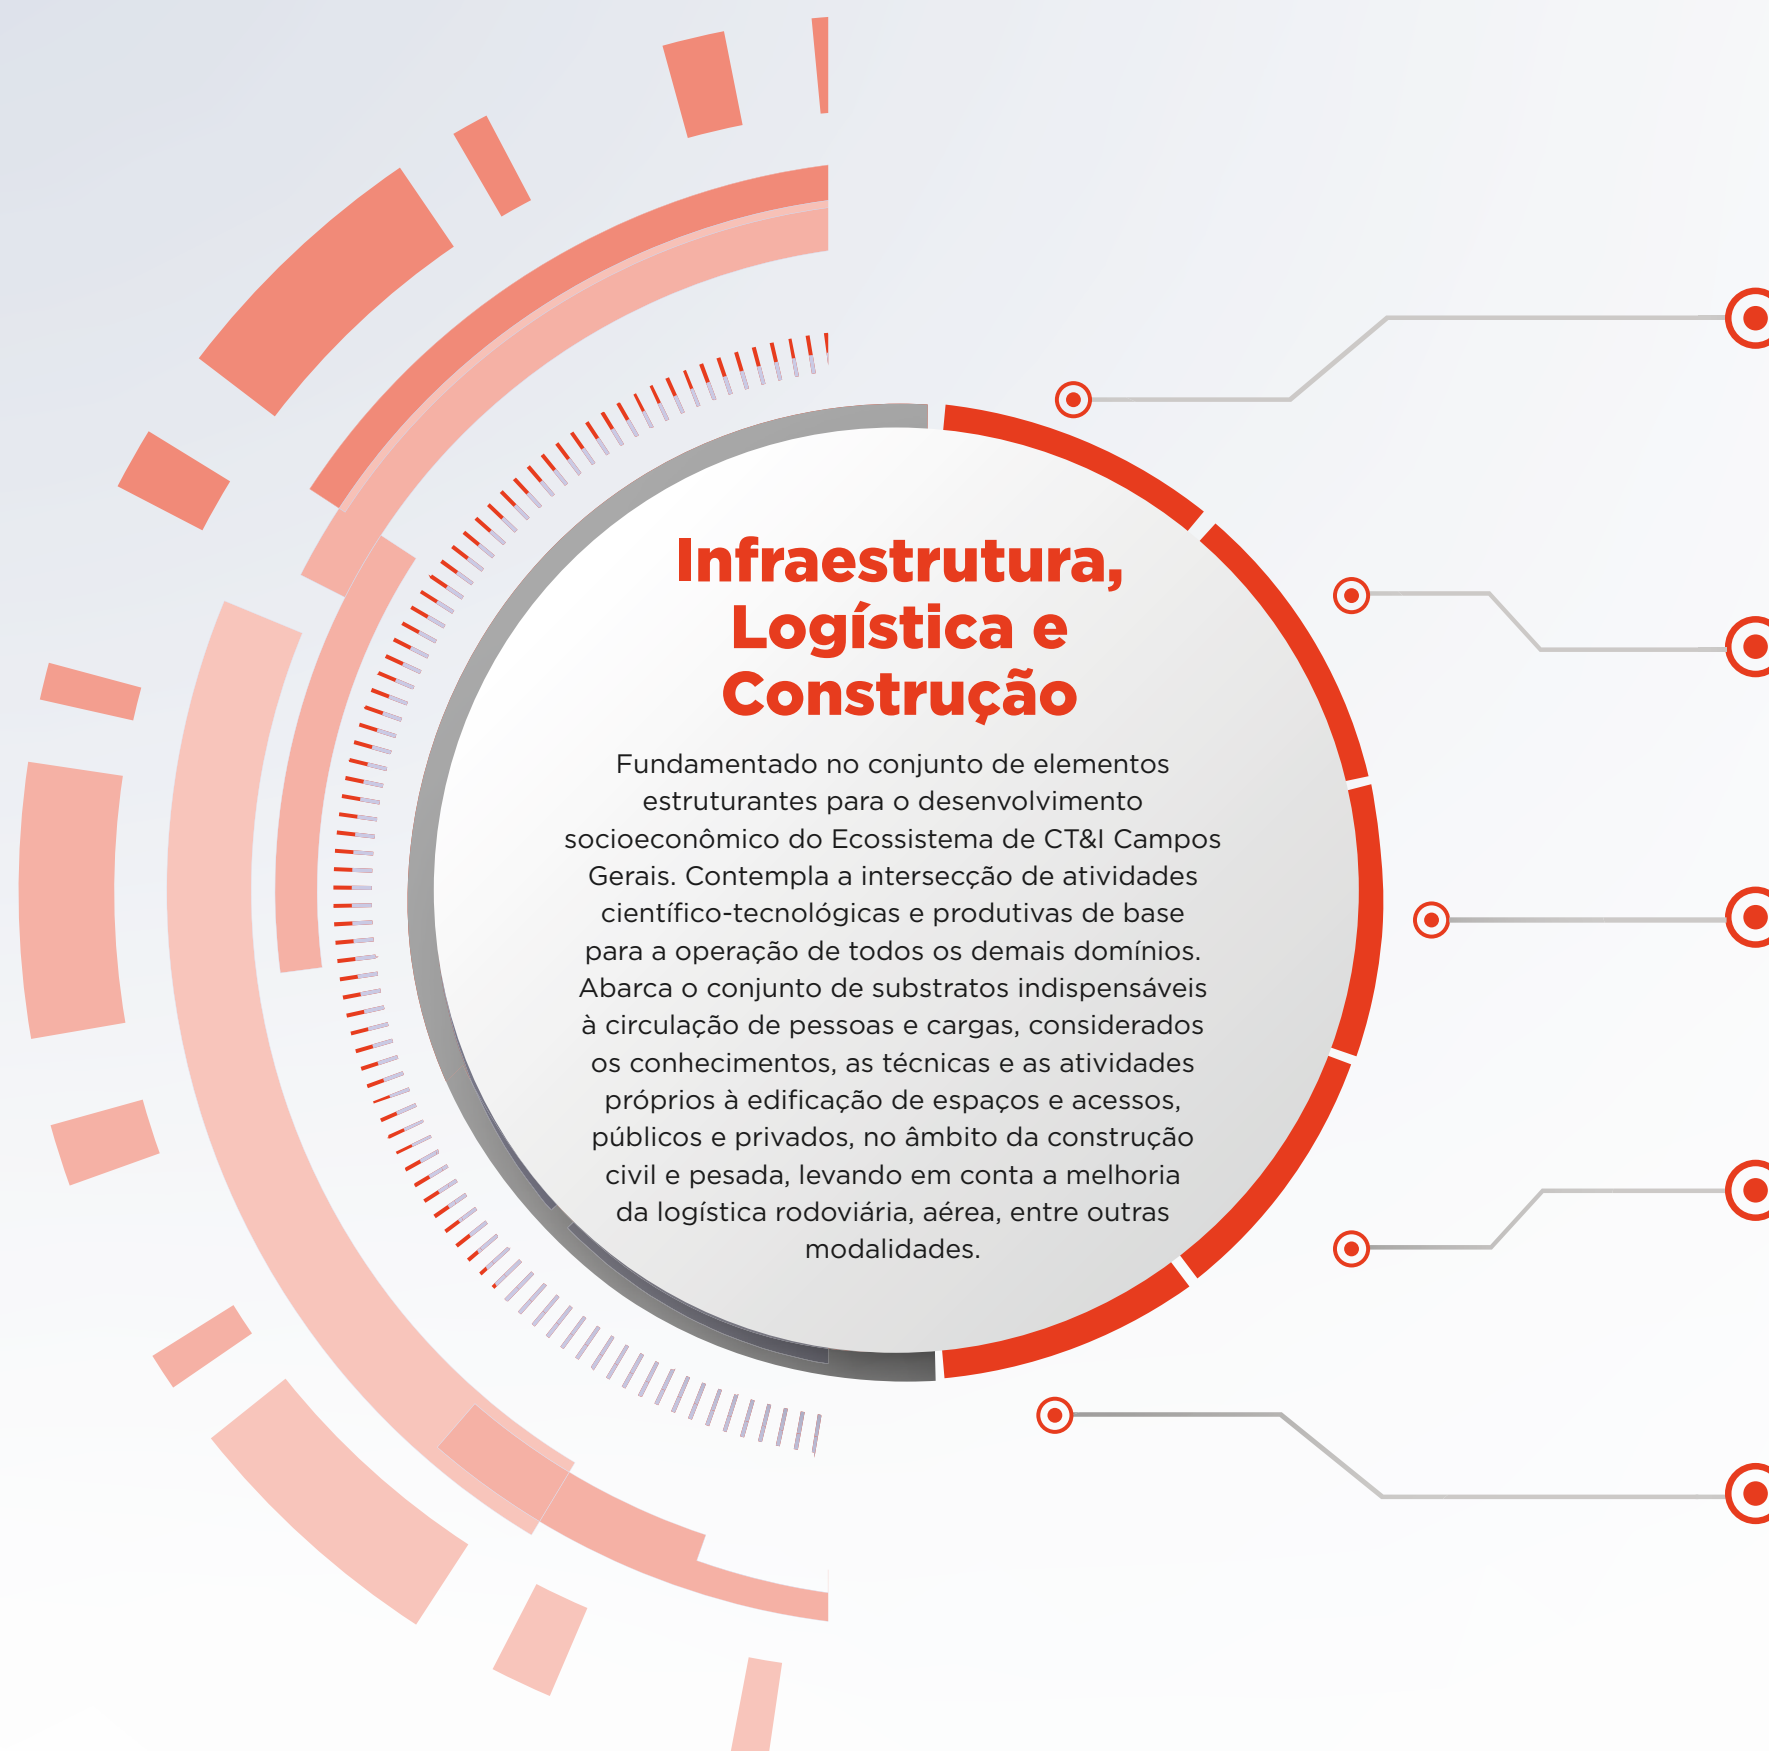 Infraestrutura,
Logística e
Construção
Fundamentado no conjunto de elementos
estruturantes para o desenvolvimento
socioeconômico do Ecossistema de CT&I Campos
Gerais. Contempla a intersecção de atividades
científico-tecnológicas e produtivas de base
para a operação de todos os demais domínios.
Abarca o conjunto de substratos indispensáveis
à circulação de pessoas e cargas, considerados
os conhecimentos, as técnicas e as atividades
próprios à edificação de espaços e acessos,
públicos e privados, no âmbito da construção
civil e pesada, levando em conta a melhoria
da logística rodoviária, aérea, entre outras
modalidades.